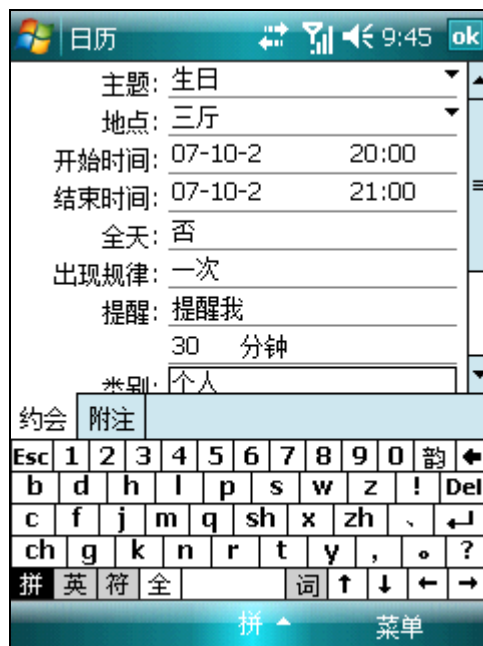 日历 9:45 ok
主题: 生日
地点: 三厅
开始时间: 07-10-2 20:00
结束时间: 07-10-2 21:00
全天: 否
出现规律: 一次
提醒: 提醒我
30 分钟
类别: 个人
约会 附注
Esc 1 2 3 4 5 6 7 8 9 0 韵 ←
b d h l p s w z ! Del
c f j m q sh x zh 、 ↵
ch g k n r t y , 。 ?
拼 英 符 全 词 ↑ ↓ ← →
拼 菜单